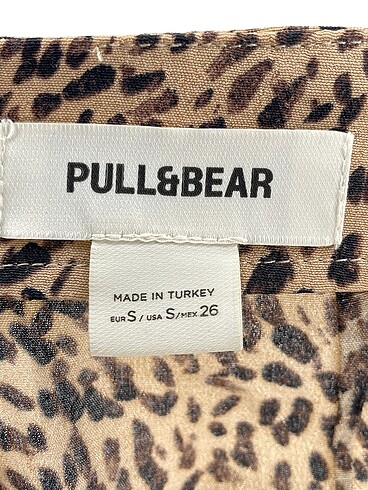 PULL&BEAR
MADE IN TURKEY
EUR S / USA S / MEX 26